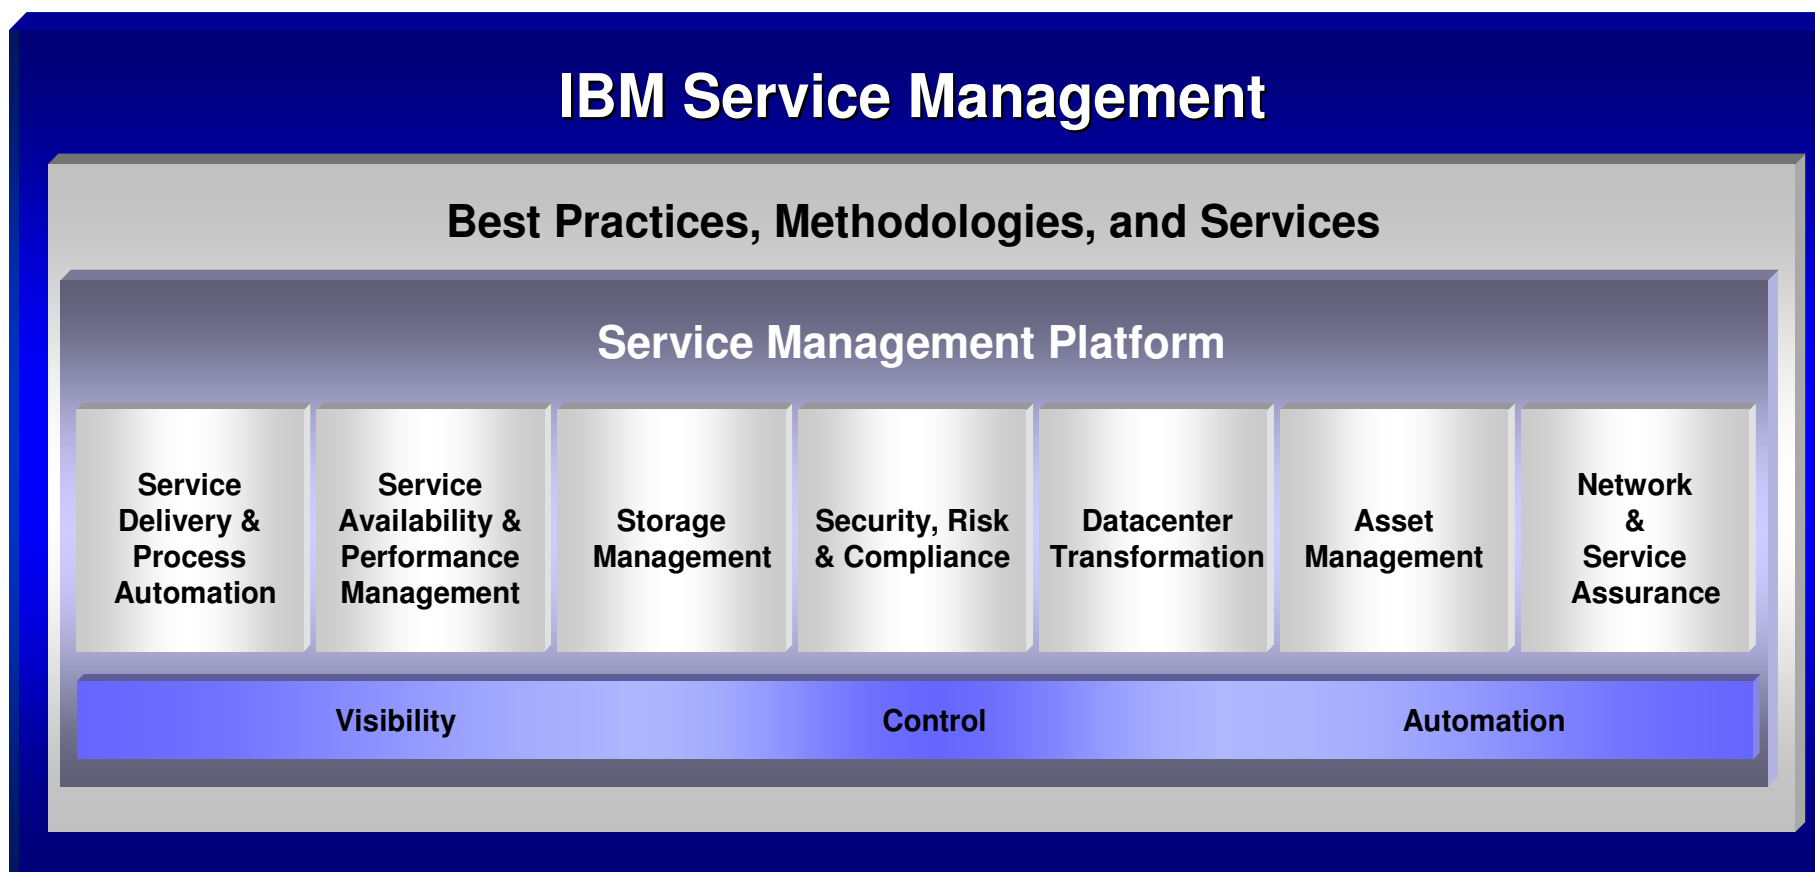 IBM Service Management
Best Practices, Methodologies, and Services
Service Management Platform
Service
Delivery &
Process
Automation
Service
Availability &
Performance
Management
Storage
Management
Security, Risk
& Compliance
Datacenter
Transformation
Asset
Management
Network
&
Service
Assurance
Visibility
Control
Automation